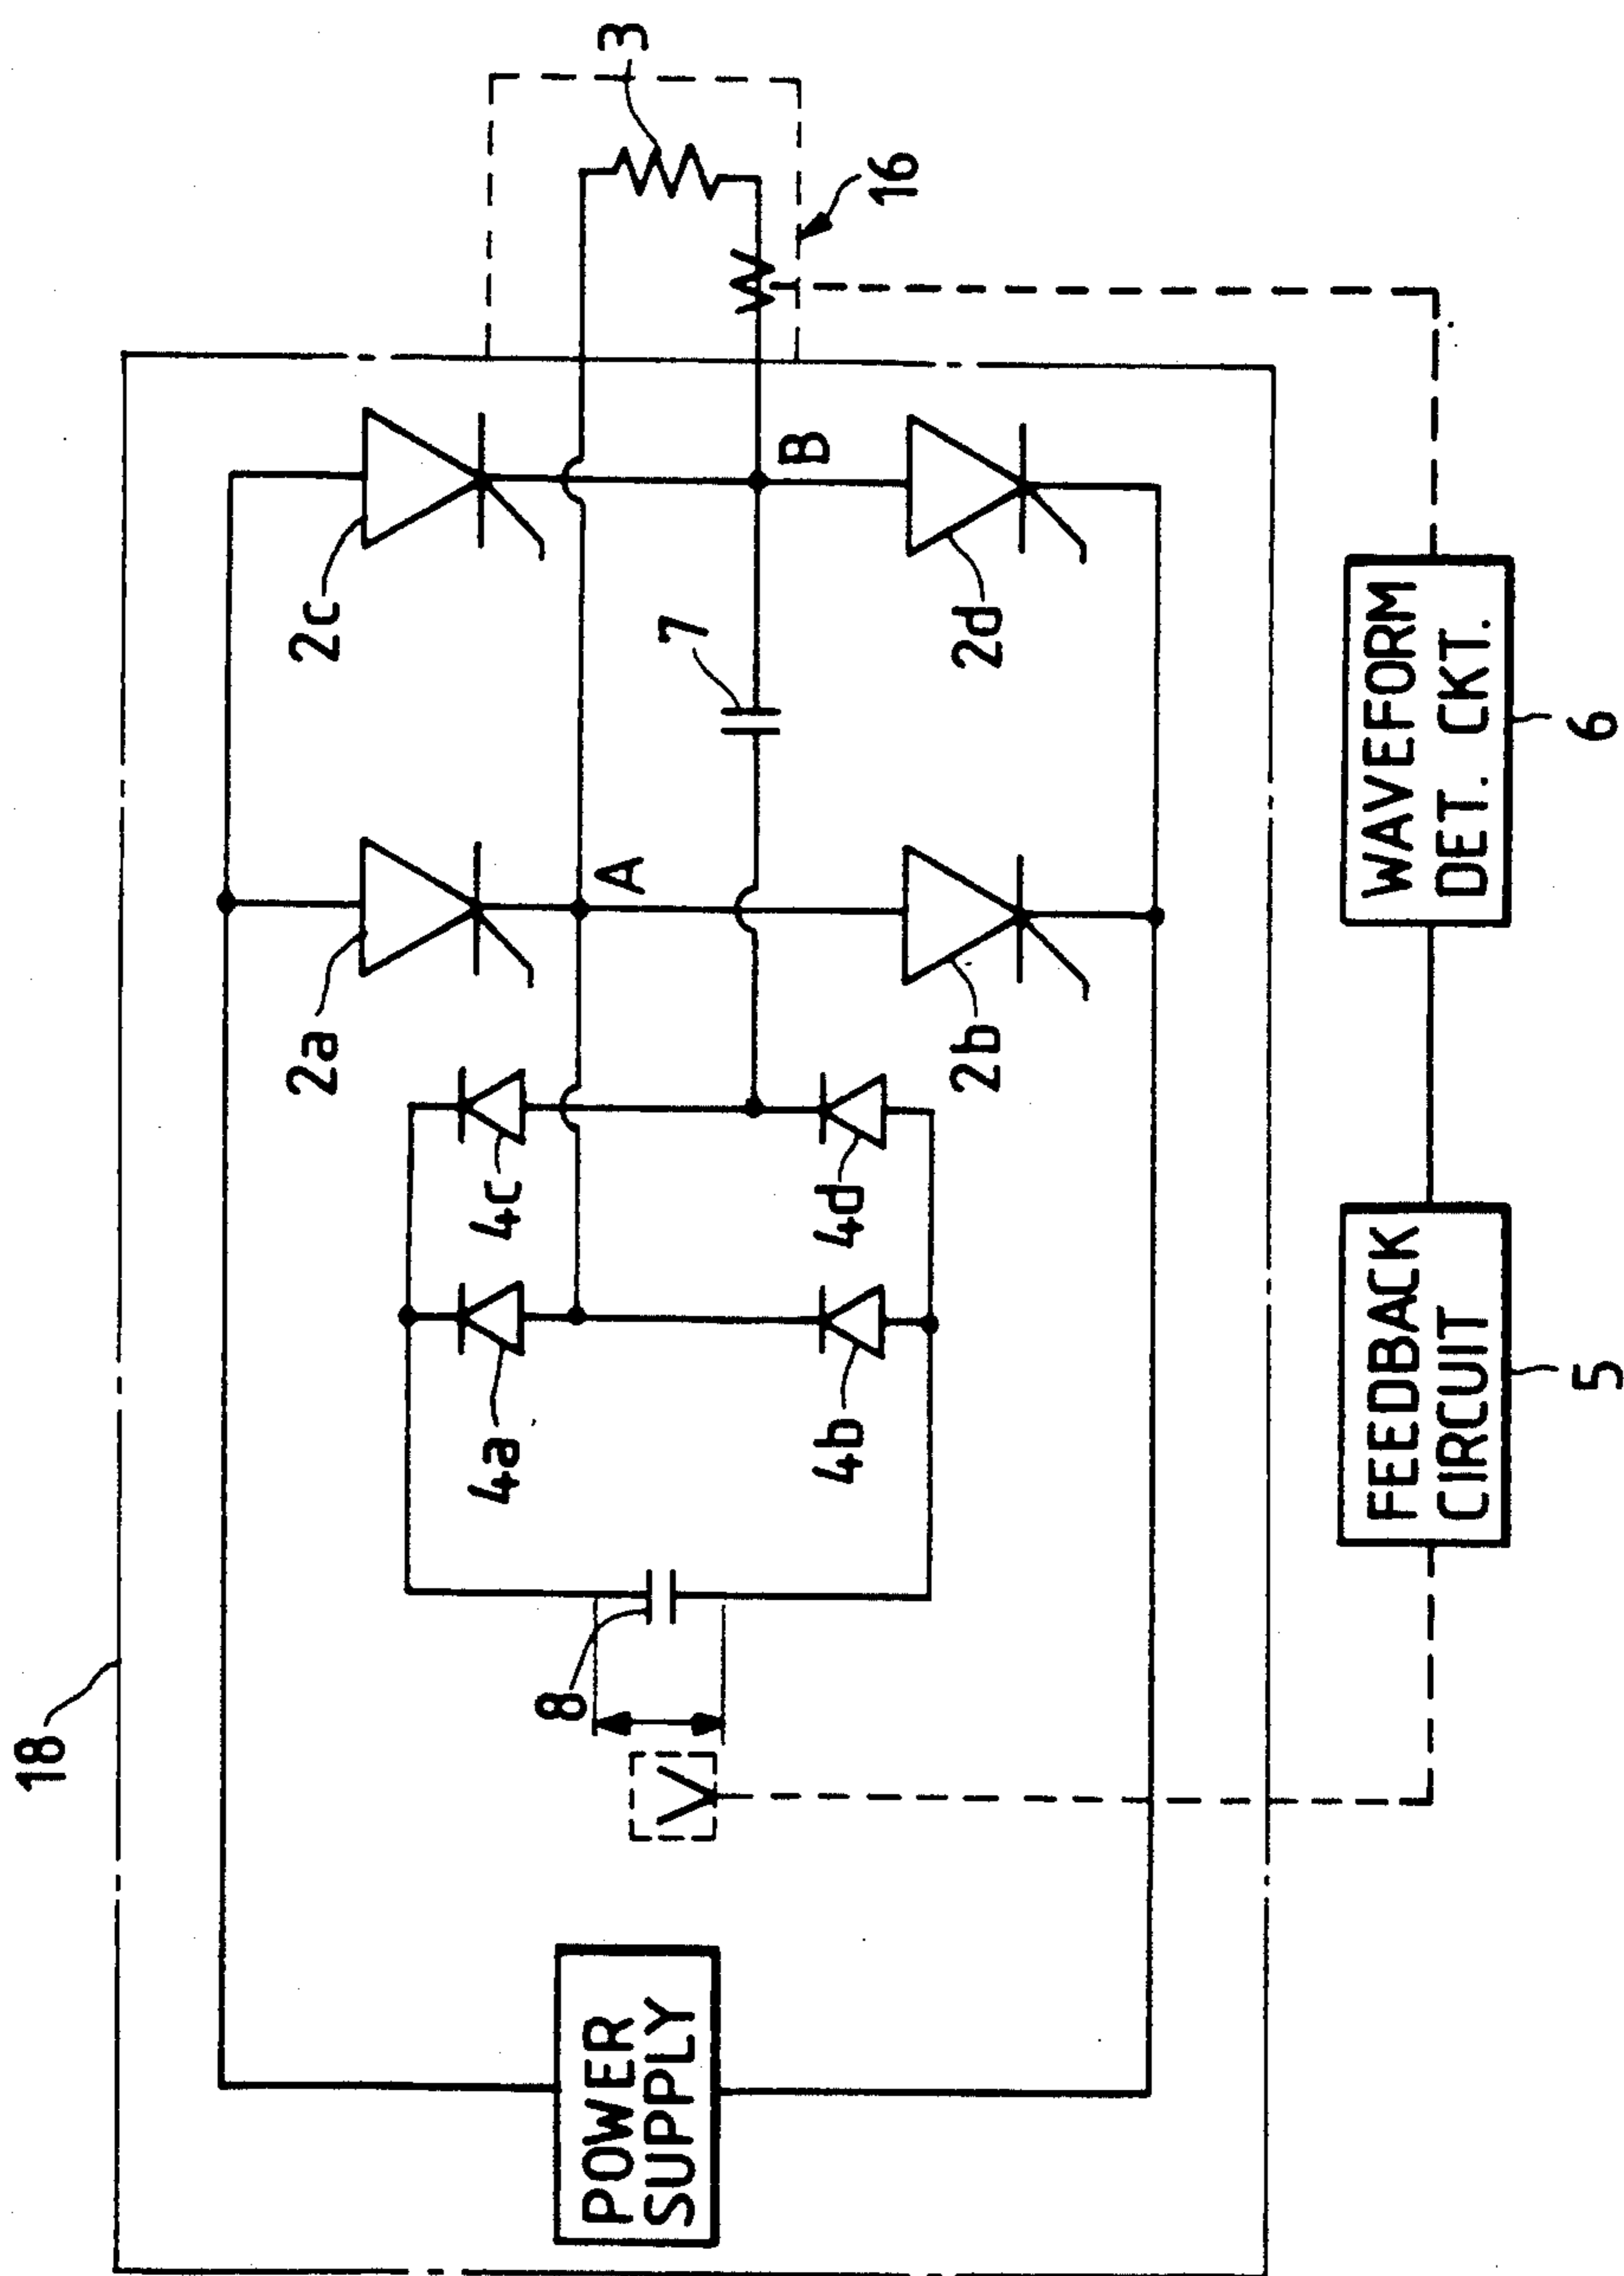 18
2a
2c
4a
4c
8
POWER
SUPPLY
V
A
3
7
B
4b
4d
16
2b
2d
FEEDBACK
CIRCUIT
WAVEFORM
DET. CKT.
5
6